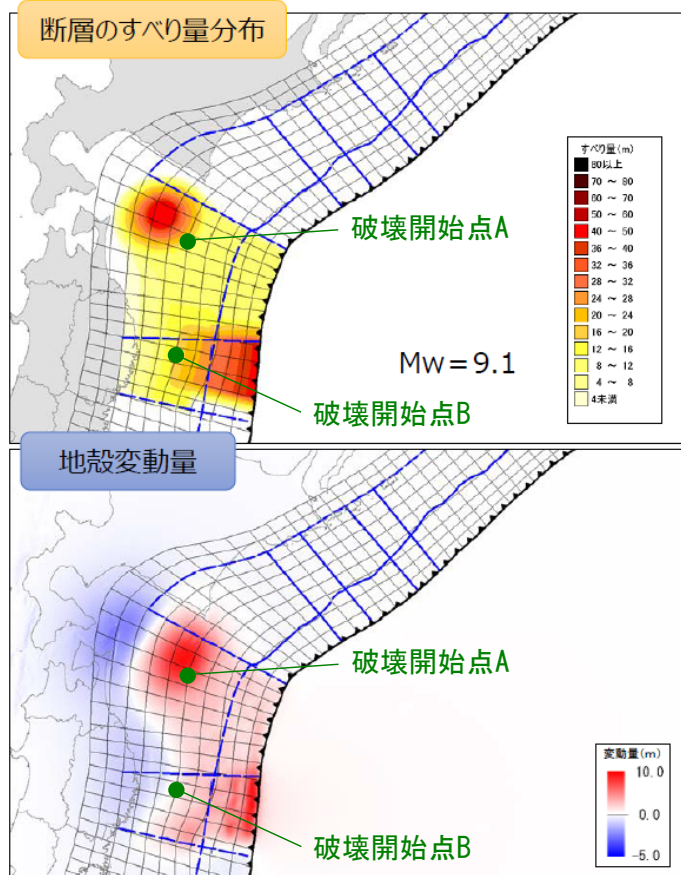 断層のすべり量分布
すべり量(m)
80以上
70 ～ 80
60 ～ 70
50 ～ 60
40 ～ 50
36 ～ 40
32 ～ 36
28 ～ 32
24 ～ 28
20 ～ 24
16 ～ 20
12 ～ 16
8 ～ 12
4 ～ 8
4未満
破壊開始点A
Mw＝9.1
破壊開始点B
地殻変動量
破壊開始点A
変動量(m)
10.0
0.0
-5.0
破壊開始点B